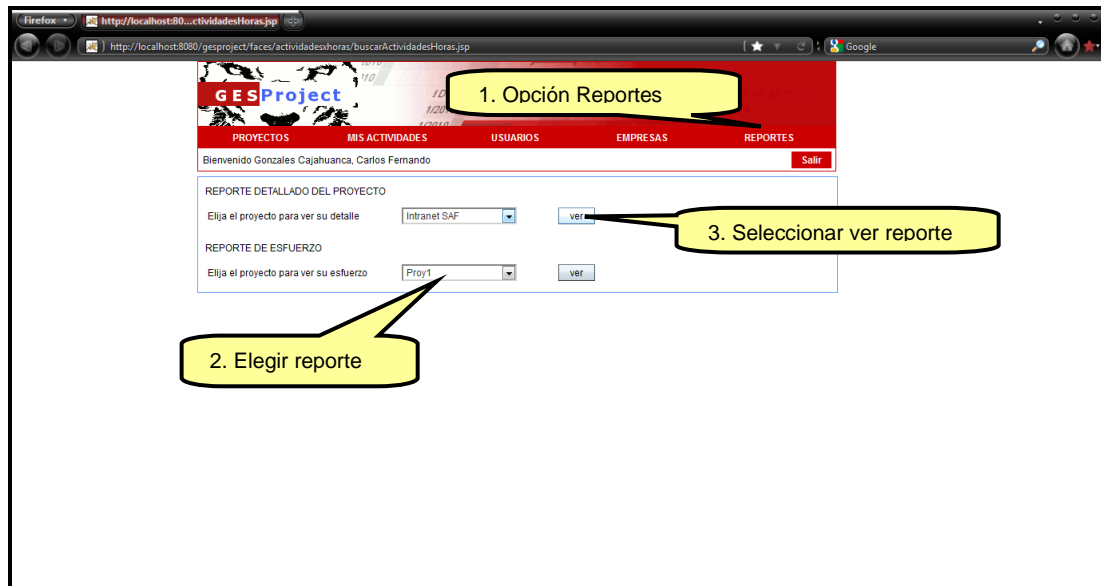 Firefox
http://localhost:80...ctividadesHoras.jsp
http://localhost:8080/gesproject/faces/actividadesxhoras/buscarActividadesHoras.jsp
Google
GESProject
1. Opción Reportes
PROYECTOS MIS ACTIVIDADES USUARIOS EMPRESAS REPORTES
Bienvenido Gonzales Cajahuanca, Carlos Fernando Salir
REPORTE DETALLADO DEL PROYECTO
Elija el proyecto para ver su detalle Intranet SAF ver
3. Seleccionar ver reporte
REPORTE DE ESFUERZO
Elija el proyecto para ver su esfuerzo Proy1 ver
2. Elegir reporte